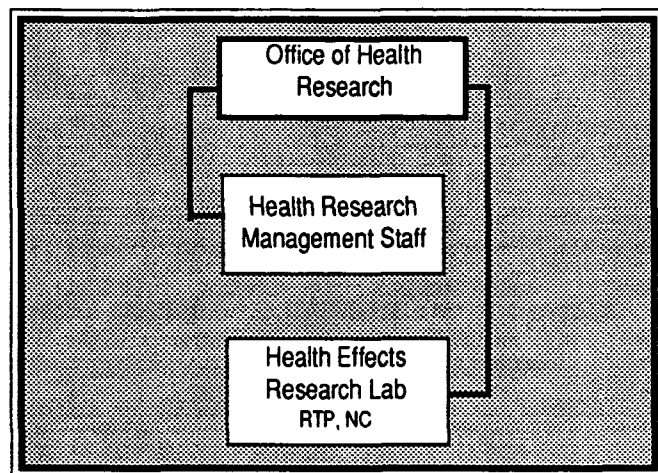 Office of Health
Research
Health Research
Management Staff
Health Effects
Research Lab
RTP, NC